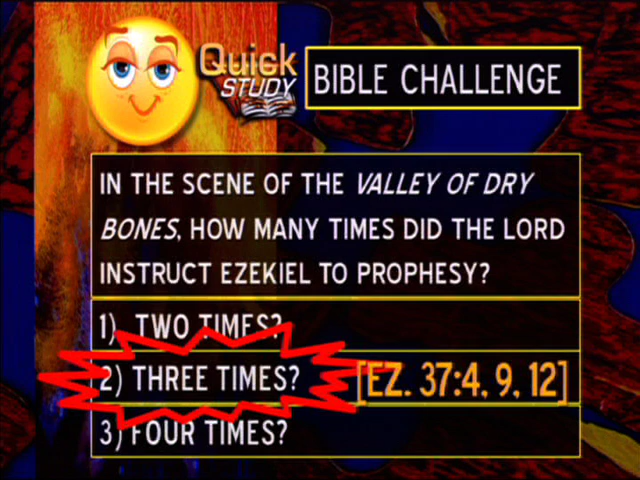 Quick
STUDY
BIBLE CHALLENGE
IN THE SCENE OF THE VALLEY OF DRY
BONES, HOW MANY TIMES DID THE LORD
INSTRUCT EZEKIEL TO PROPHESY?
1) TWO TIMES?
2) THREE TIMES? [EZ. 37:4, 9, 12]
3) FOUR TIMES?